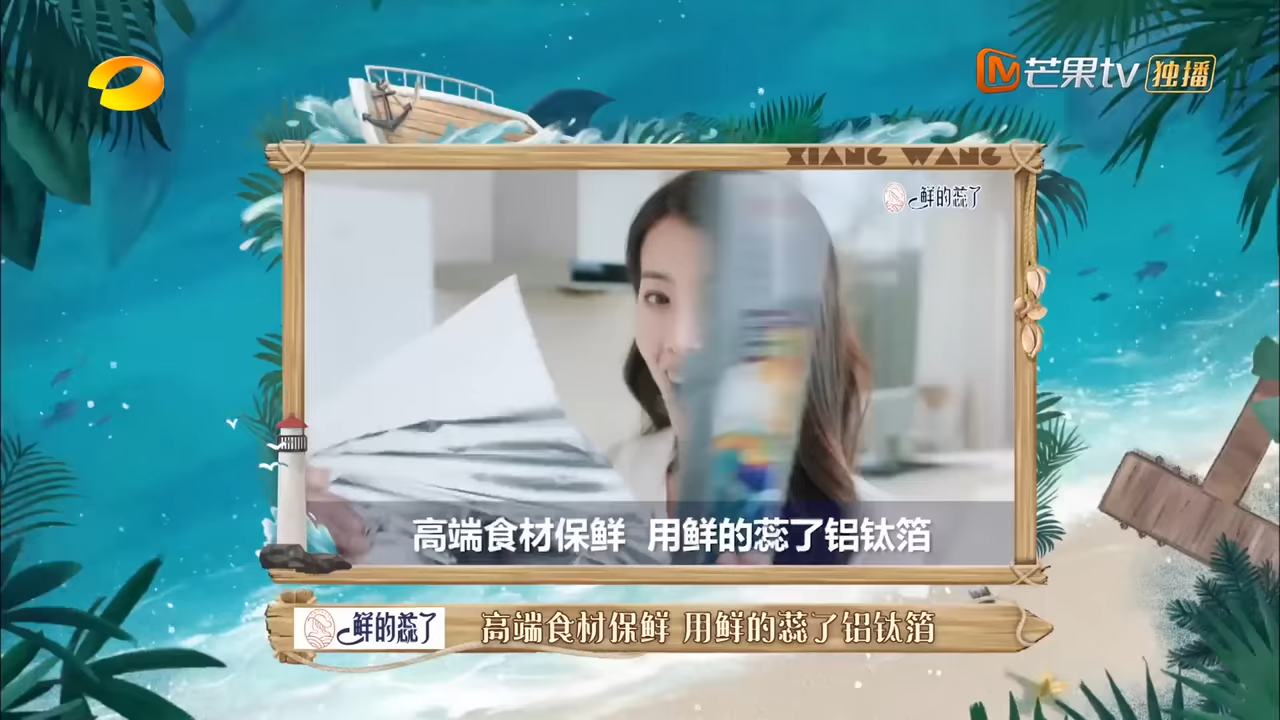 芒果tv 独播
XIANG WANG
鲜的蕊了
高端食材保鲜 用鲜的蕊了铝钛箔
鲜的蕊了 高端食材保鲜 用鲜的蕊了铝钛箔